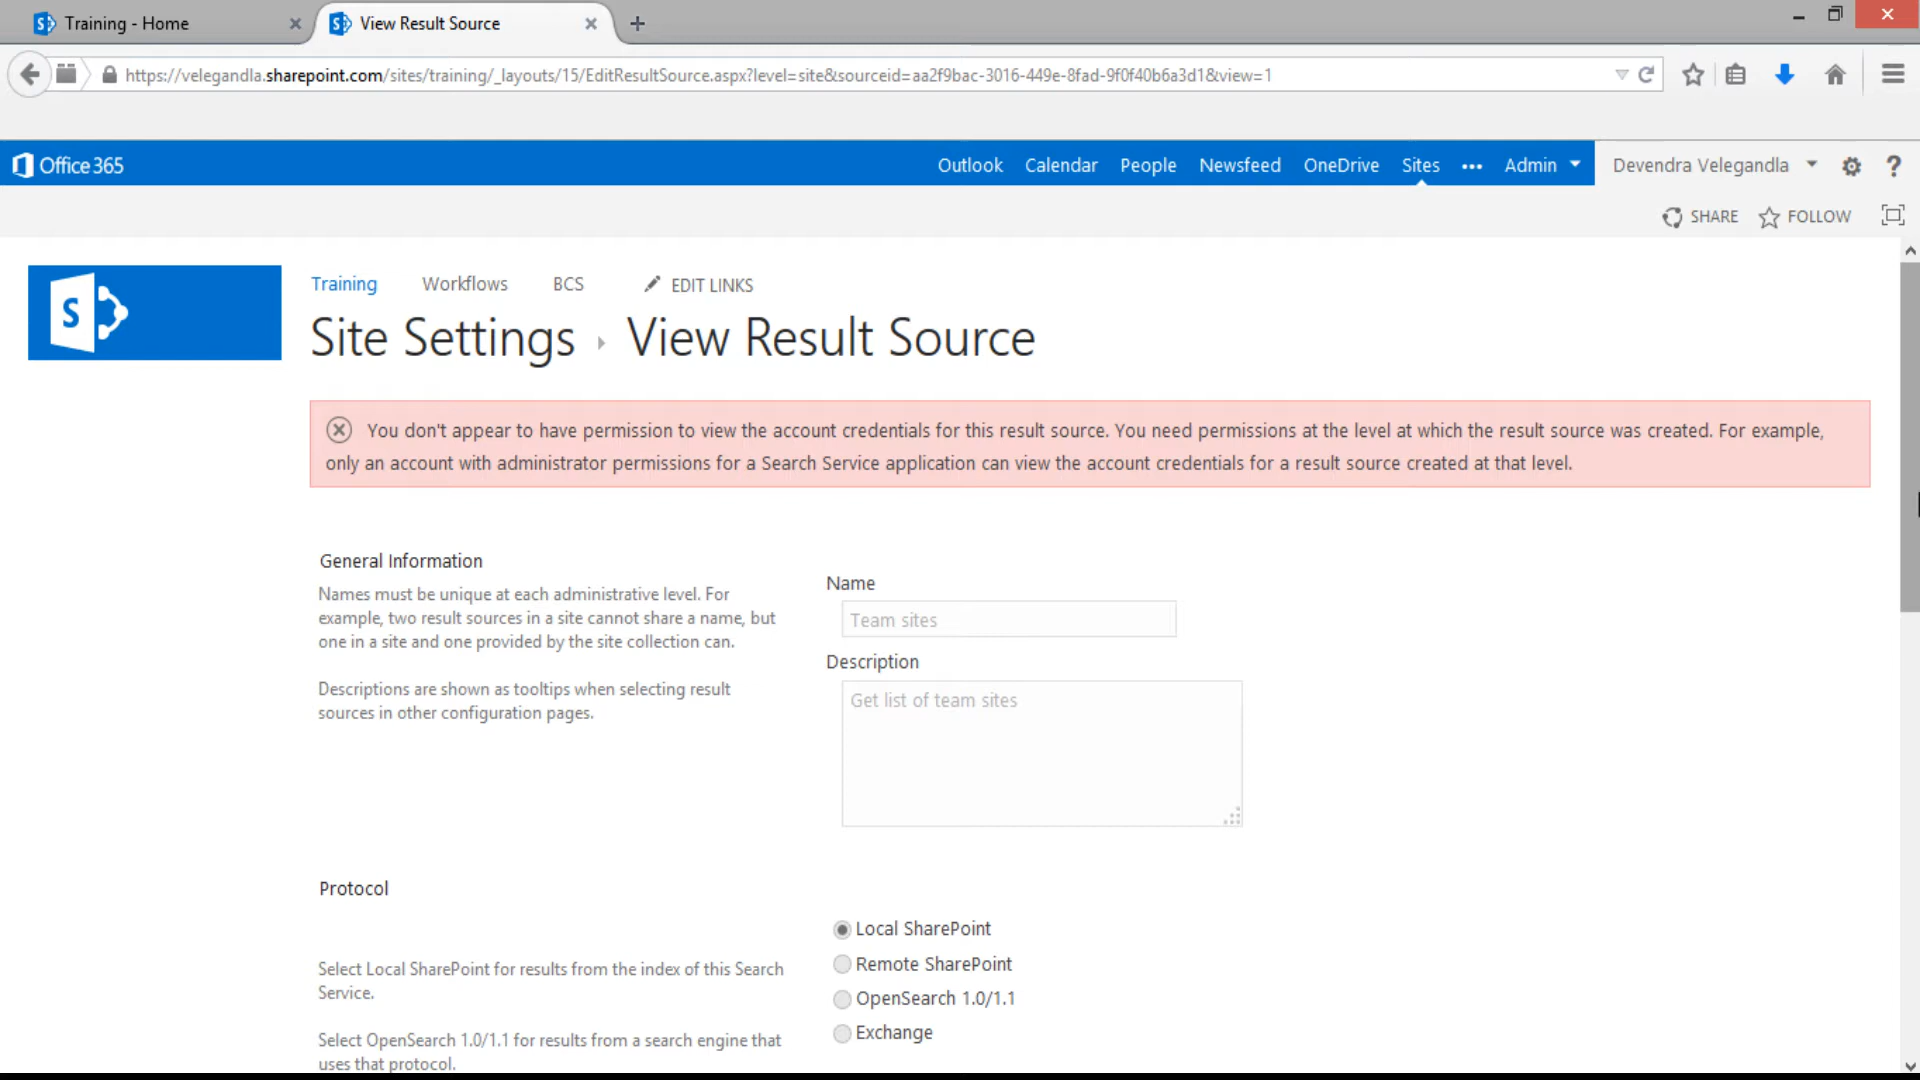 Training - Home
View Result Source
https://velegandla.sharepoint.com/sites/training/_layouts/15/EditResultSource.aspx?level=site&sourceid=aa2f9bac-3016-449e-8fad-9f0f40b6a3d1&view=1
Office 365
Outlook Calendar People Newsfeed OneDrive Sites ... Admin Devendra Velegandla ?
SHARE FOLLOW
S
Training Workflows BCS EDIT LINKS
Site Settings › View Result Source
You don't appear to have permission to view the account credentials for this result source. You need permissions at the level at which the result source was created. For example,
only an account with administrator permissions for a Search Service application can view the account credentials for a result source created at that level.
General Information
Names must be unique at each administrative level. For
example, two result sources in a site cannot share a name, but
one in a site and one provided by the site collection can.
Descriptions are shown as tooltips when selecting result
sources in other configuration pages.
Name
Team sites
Description
Get list of team sites
Protocol
Select Local SharePoint for results from the index of this Search
Service.
Select OpenSearch 1.0/1.1 for results from a search engine that
uses that protocol.
Local SharePoint
Remote SharePoint
OpenSearch 1.0/1.1
Exchange